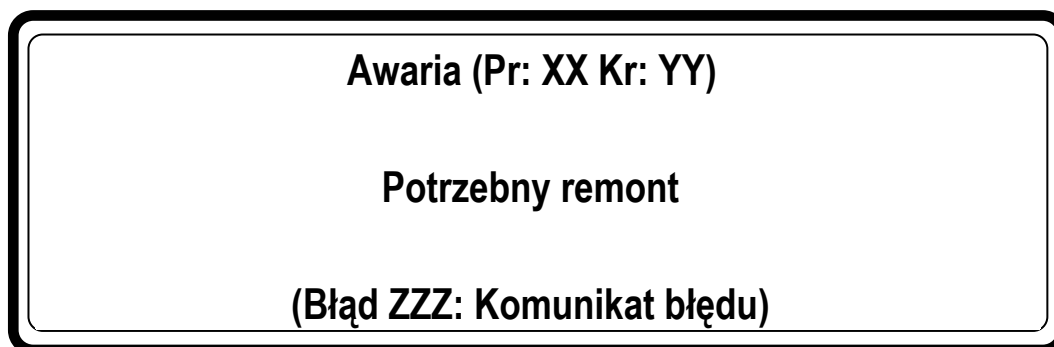 Awaria (Pr: XX Kr: YY)
Potrzebny remont
(Błąd ZZZ: Komunikat błędu)